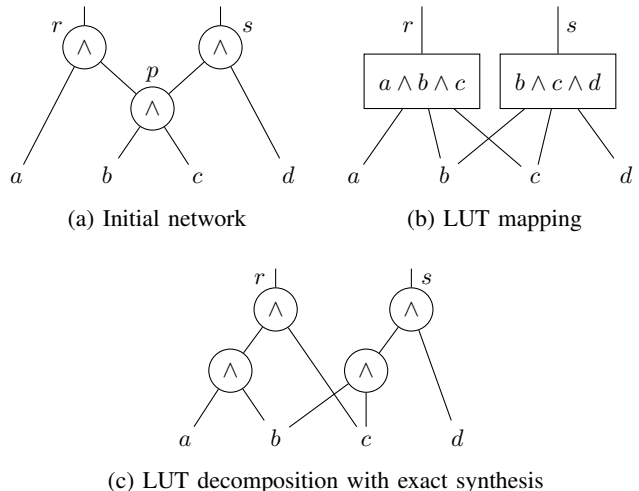 r s
p
∧ ∧
∧
a b c d
(a) Initial network
r s
a ∧ b ∧ c b ∧ c ∧ d
a b c d
(b) LUT mapping
r s
∧ ∧
∧ ∧
a b c d
(c) LUT decomposition with exact synthesis